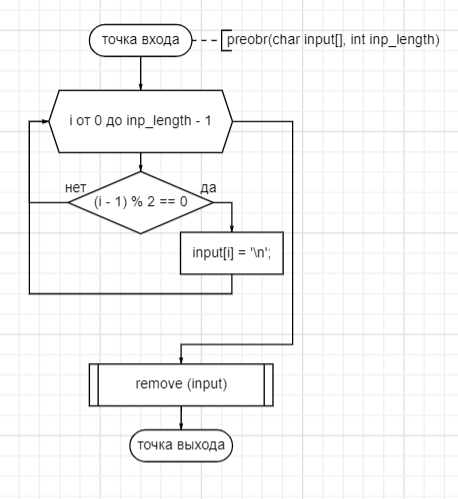 точка входа
preobr(char input[], int inp_length)
i от 0 до inp_length - 1
нет
да
(i - 1) % 2 == 0
input[i] = '\n';
remove (input)
точка выхода